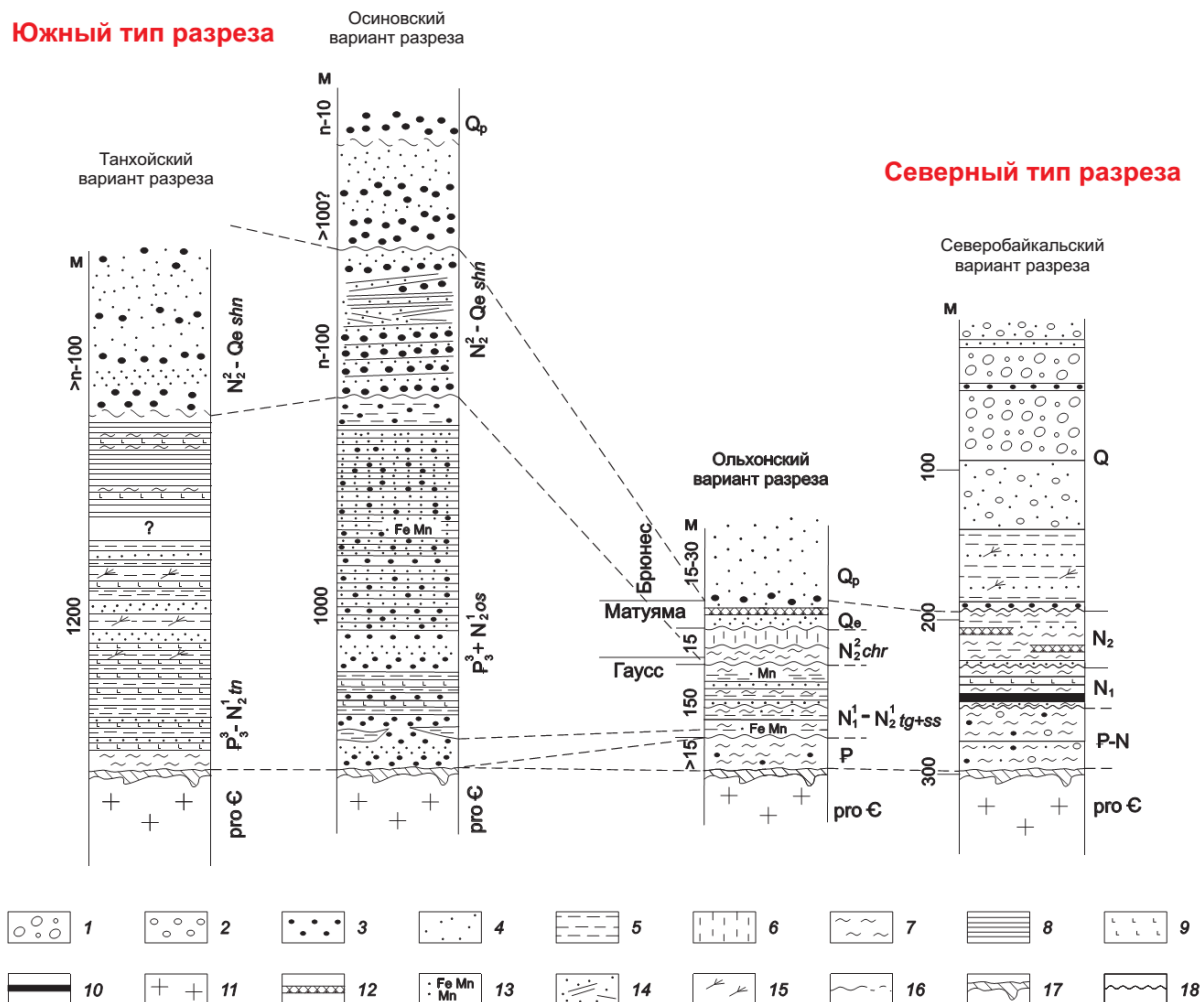 Южный тип разреза
Осиновский
вариант разреза
Танхойский
вариант разреза
Северный тип разреза
Северобайкальский
вариант разреза
Ольхонский
вариант разреза
м
>n-100
N₂² - Qe shn
?
1200
P₃³ - N₂¹ tn
pro Є
м
n-10
Qp
>100?
n-100
N₂² - Qe shn
Fe Mn
1000
P₃³ + N₂¹ os
pro Є
м
Брюнес
15-30
Qp
Матуяма
Qe
15
N₂² chr
Гаусс
Mn
150
N₁¹ - N₂¹ tg+ss
Fe Mn
>15
P
pro Є
м
100
Q
200
N₂
N₁
P-N
300
pro Є
1 2 3 4 5 6 7 8 9
10 11 12 Fe Mn 13 14 15 16 17 18
Mn